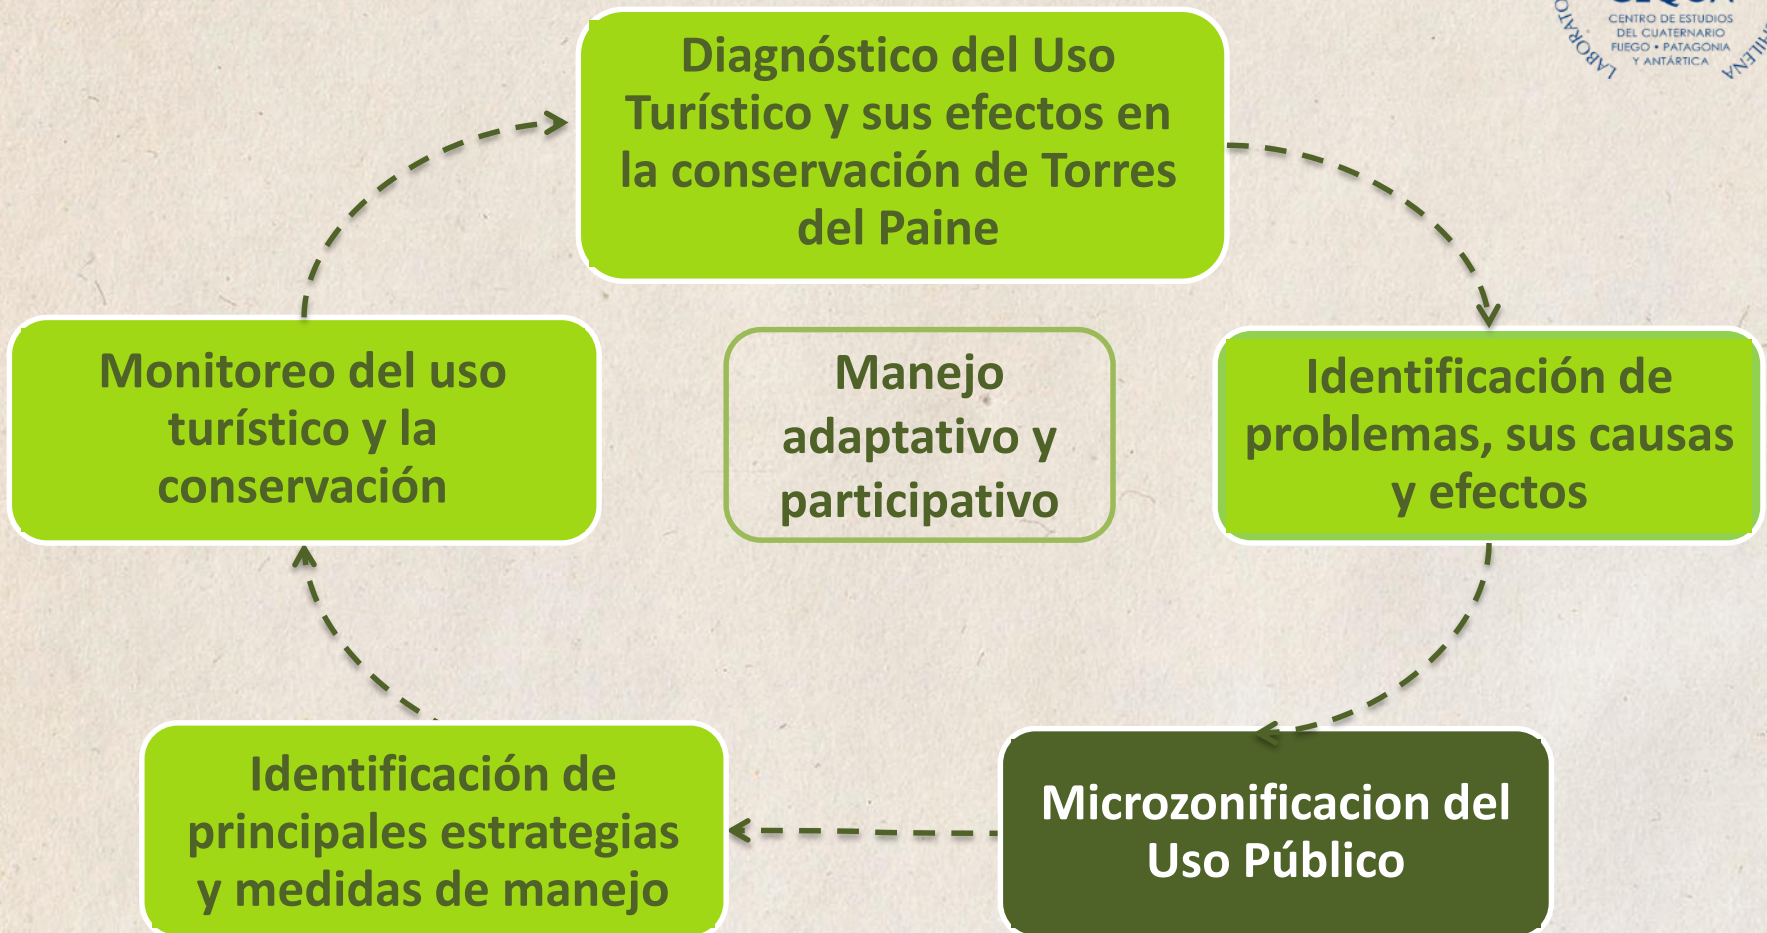 CENTRO DE ESTUDIOS
DEL CUATERNARIO
FUEGO • PATAGONIA
Y ANTÁRTICA
Diagnóstico del Uso
Turístico y sus efectos en
la conservación de Torres
del Paine
Monitoreo del uso
turístico y la
conservación
Manejo
adaptativo y
participativo
Identificación de
problemas, sus causas
y efectos
Identificación de
principales estrategias
y medidas de manejo
Microzonificacion del
Uso Público